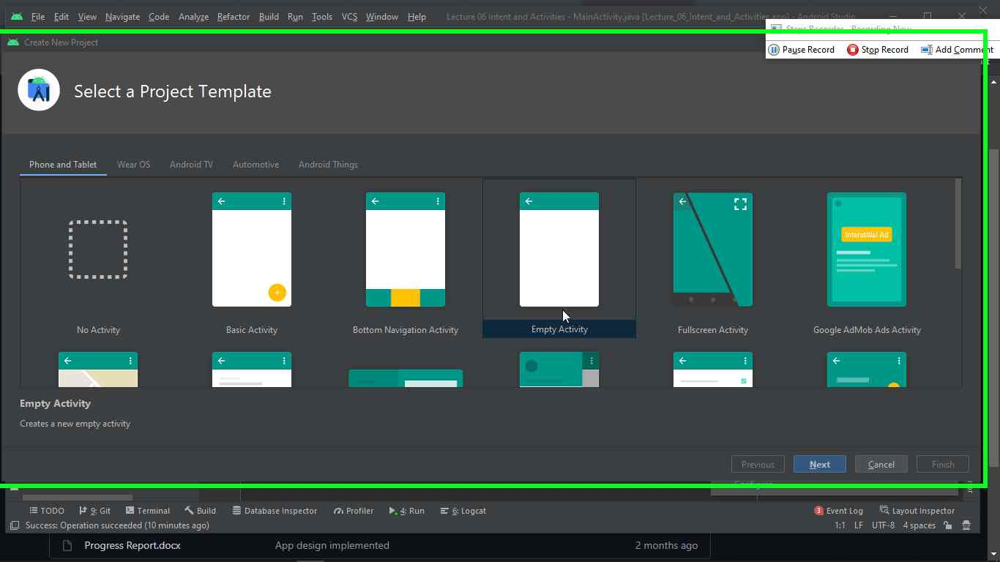 File Edit View Navigate Code Analyze Refactor Build Run Tools VCS Window Help Lecture 06 Intent and Activities - MainActivity.java [Lecture_06_Intent_and_Activities.app] - Android Studio
Steps Recorder - Recording Now
Pause Record Stop Record Add Comment
Create New Project
Select a Project Template
Phone and Tablet Wear OS Android TV Automotive Android Things
Interstitial Ad
No Activity Basic Activity Bottom Navigation Activity Empty Activity Fullscreen Activity Google AdMob Ads Activity
Empty Activity
Creates a new empty activity
Previous Next Cancel Finish
TODO 9: Git Terminal Build Database Inspector Profiler 4: Run 6: Logcat 3 Event Log Layout Inspector
Success: Operation succeeded (10 minutes ago) 1:1 LF UTF-8 4 spaces
Progress Report.docx App design implemented 2 months ago